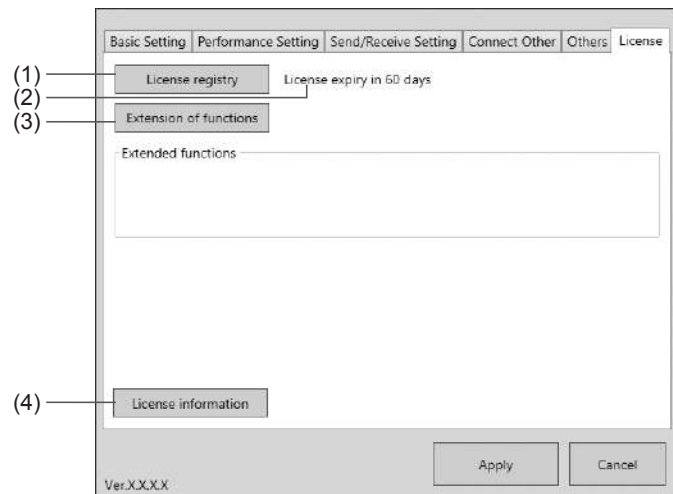 Basic Setting Performance Setting Send/Receive Setting Connect Other Others License
(1) License registry License expiry in 60 days
(2)
(3) Extension of functions
Extended functions
(4) License information
Apply Cancel
Ver.X.X.X.X